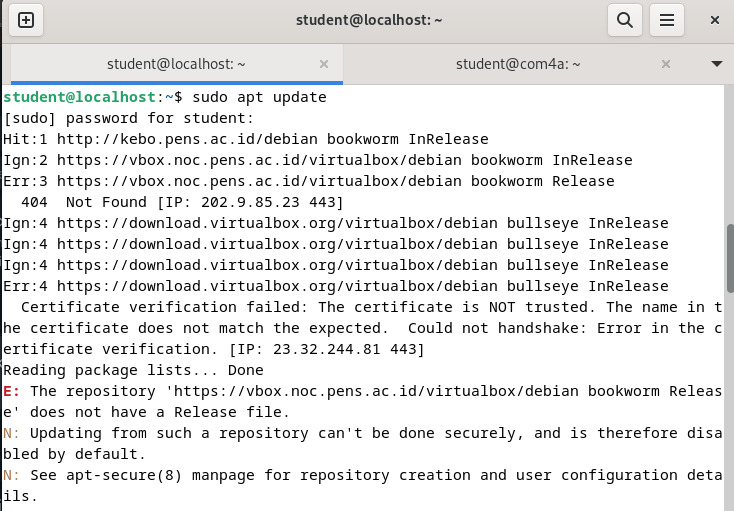 student@localhost: ~
student@localhost: ~
student@com4a: ~
student@localhost:~$ sudo apt update
[sudo] password for student:
Hit:1 http://kebo.pens.ac.id/debian bookworm InRelease
Ign:2 https://vbox.noc.pens.ac.id/virtualbox/debian bookworm InRelease
Err:3 https://vbox.noc.pens.ac.id/virtualbox/debian bookworm Release
  404  Not Found [IP: 202.9.85.23 443]
Ign:4 https://download.virtualbox.org/virtualbox/debian bullseye InRelease
Ign:4 https://download.virtualbox.org/virtualbox/debian bullseye InRelease
Ign:4 https://download.virtualbox.org/virtualbox/debian bullseye InRelease
Err:4 https://download.virtualbox.org/virtualbox/debian bullseye InRelease
  Certificate verification failed: The certificate is NOT trusted. The name in t
he certificate does not match the expected.  Could not handshake: Error in the c
ertificate verification. [IP: 23.32.244.81 443]
Reading package lists... Done
E: The repository 'https://vbox.noc.pens.ac.id/virtualbox/debian bookworm Releas
e' does not have a Release file.
N: Updating from such a repository can't be done securely, and is therefore disa
bled by default.
N: See apt-secure(8) manpage for repository creation and user configuration deta
ils.